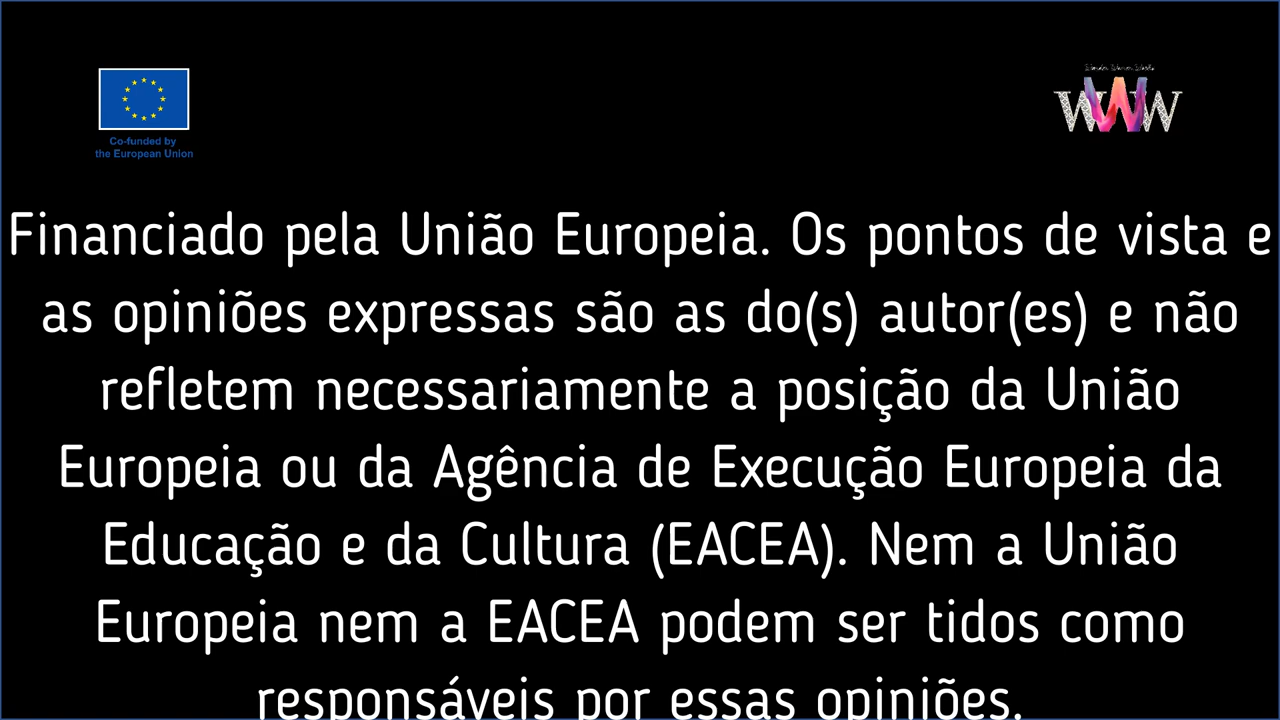 Co-funded by
the European Union
WWW
Financiado pela União Europeia. Os pontos de vista e
as opiniões expressas são as do(s) autor(es) e não
refletem necessariamente a posição da União
Europeia ou da Agência de Execução Europeia da
Educação e da Cultura (EACEA). Nem a União
Europeia nem a EACEA podem ser tidos como
responsáveis por essas opiniões.